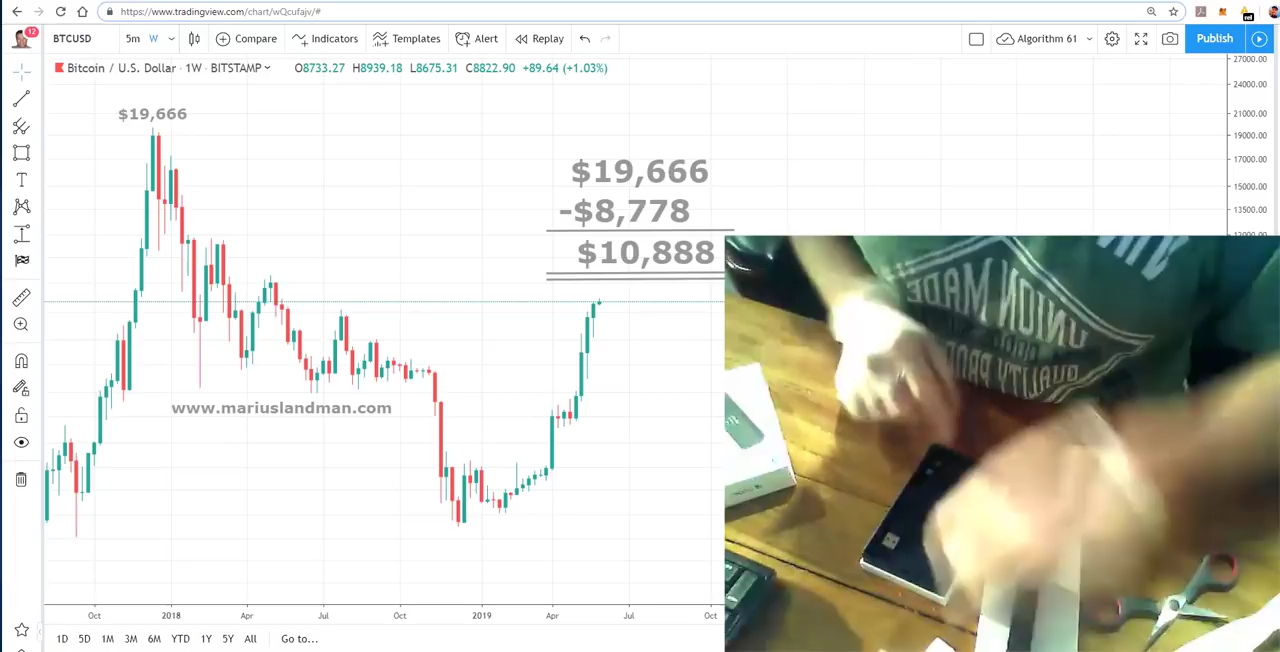 https://www.tradingview.com/chart/wQcufajv/#
rel
12
BTCUSD
5m
W
Compare
Indicators
Templates
Alert
Replay
Algorithm 61
Publish
Bitcoin / U.S. Dollar · 1W · BITSTAMP
O8733.27 H8939.18 L8675.31 C8822.90 +89.64 (+1.03%)
27000.00
24000.00
21000.00
19000.00
17000.00
15000.00
13500.00
$19,666
$19,666
-$8,778
$10,888
www.mariuslandman.com
UNION MADE
QUALITY
Oct
2018
Apr
Jul
Oct
2019
Apr
Jul
Oct
1D 5D 1M 3M 6M YTD 1Y 5Y All
Go to...